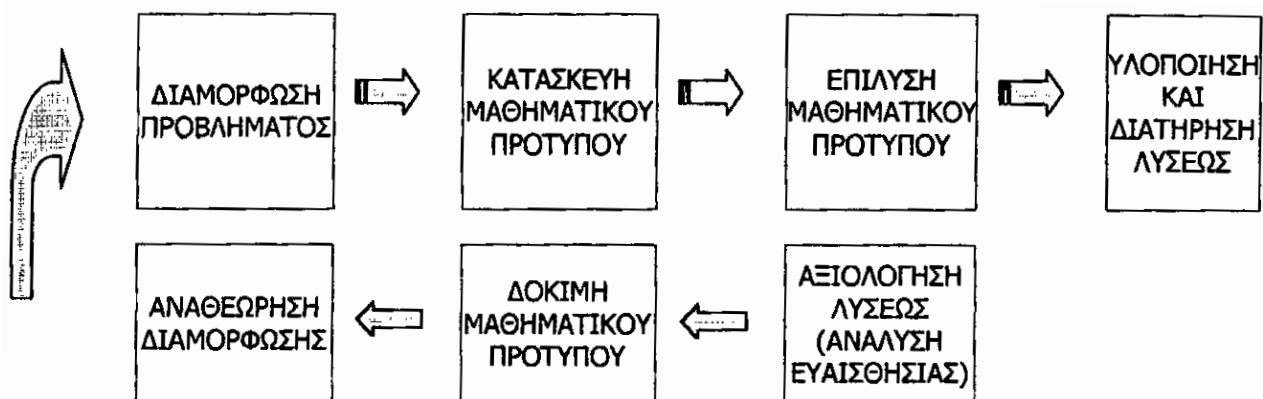 ΔΙΑΜΟΡΦΩΣΗ
ΠΡΟΒΛΗΜΑΤΟΣ
ΚΑΤΑΣΚΕΥΗ
ΜΑΘΗΜΑΤΙΚΟΥ
ΠΡΟΤΥΠΟΥ
ΕΠΙΛΥΣΗ
ΜΑΘΗΜΑΤΙΚΟΥ
ΠΡΟΤΥΠΟΥ
ΥΛΟΠΟΙΗΣΗ
ΚΑΙ
ΔΙΑΤΗΡΗΣΗ
ΛΥΣΕΩΣ
ΑΝΑΘΕΩΡΗΣΗ
ΔΙΑΜΟΡΦΩΣΗΣ
ΔΟΚΙΜΗ
ΜΑΘΗΜΑΤΙΚΟΥ
ΠΡΟΤΥΠΟΥ
ΑΞΙΟΛΟΓΗΣΗ
ΛΥΣΕΩΣ
(ΑΝΑΛΥΣΗ
ΕΥΑΙΣΘΗΣΙΑΣ)